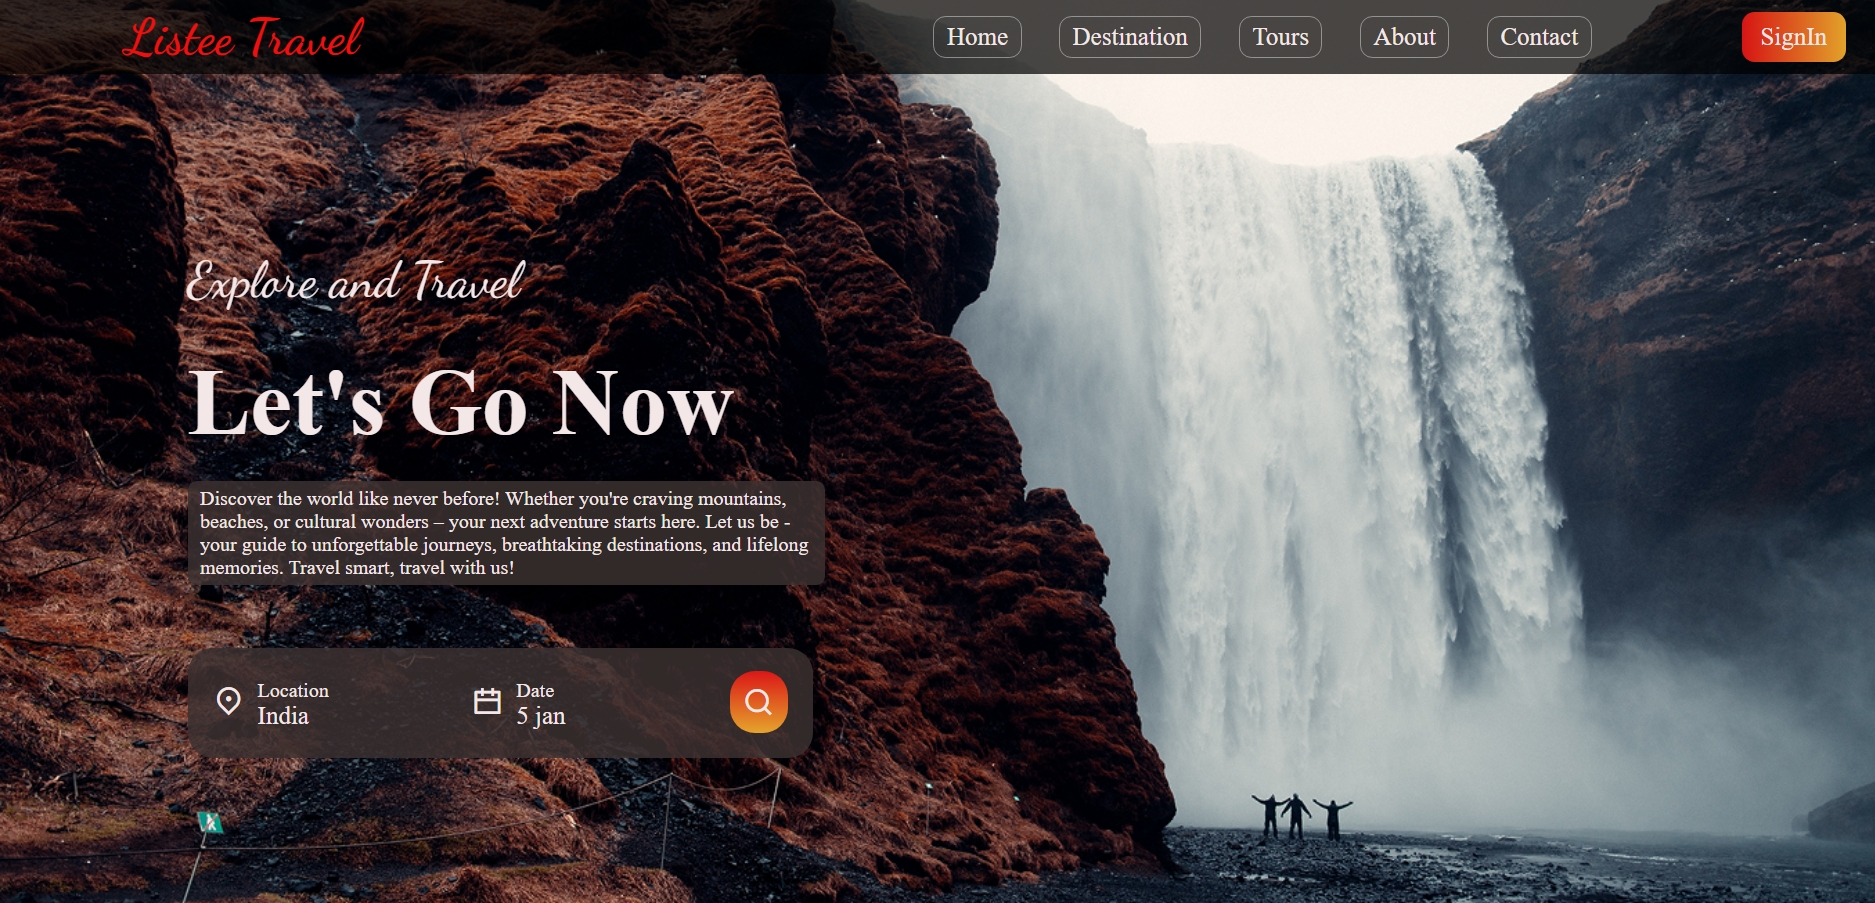 Listee Travel
Home
Destination
Tours
About
Contact
SignIn
Explore and Travel
Let's Go Now
Discover the world like never before! Whether you're craving mountains,
beaches, or cultural wonders – your next adventure starts here. Let us be -
your guide to unforgettable journeys, breathtaking destinations, and lifelong
memories. Travel smart, travel with us!
Location
India
Date
5 jan